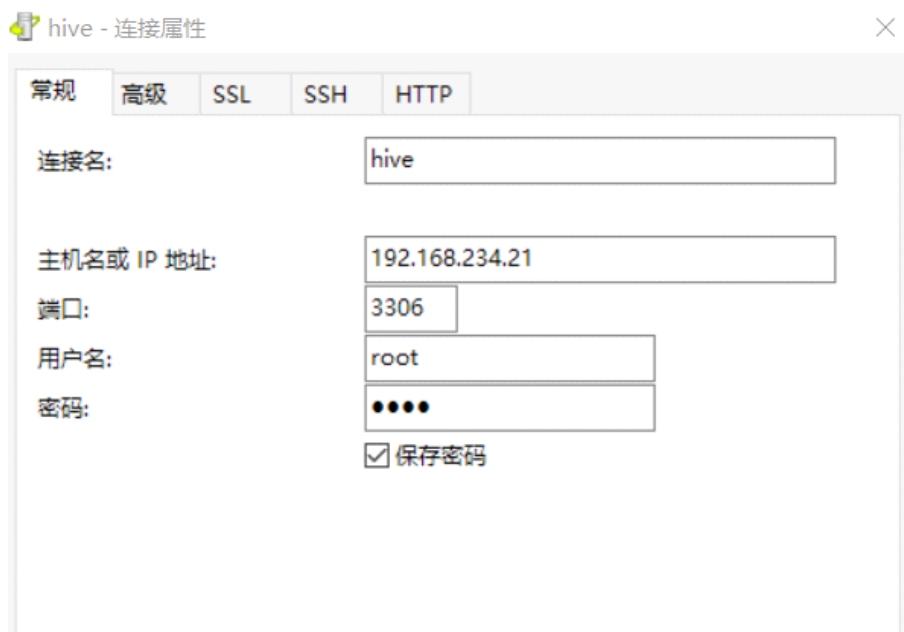 hive - 连接属性
常规 高级 SSL SSH HTTP
连接名: hive
主机名或 IP 地址: 192.168.234.21
端口: 3306
用户名: root
密码: ●●●●
保存密码